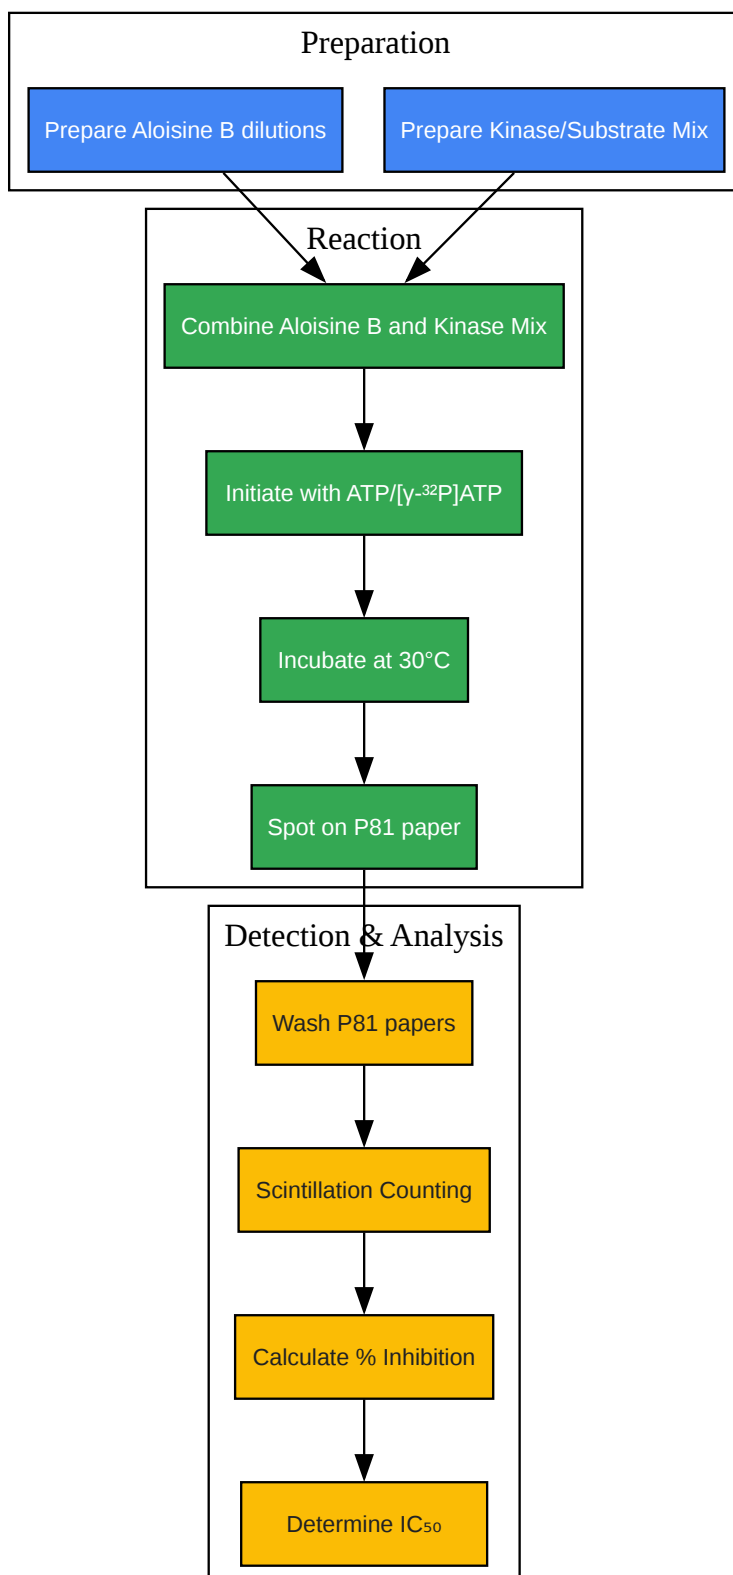 Preparation
Prepare Aloisine B dilutions
Prepare Kinase/Substrate Mix
Reaction
Combine Aloisine B and Kinase Mix
Initiate with ATP/[γ-³²P]ATP
Incubate at 30°C
Spot on P81 paper
Detection & Analysis
Wash P81 papers
Scintillation Counting
Calculate % Inhibition
Determine IC₅₀